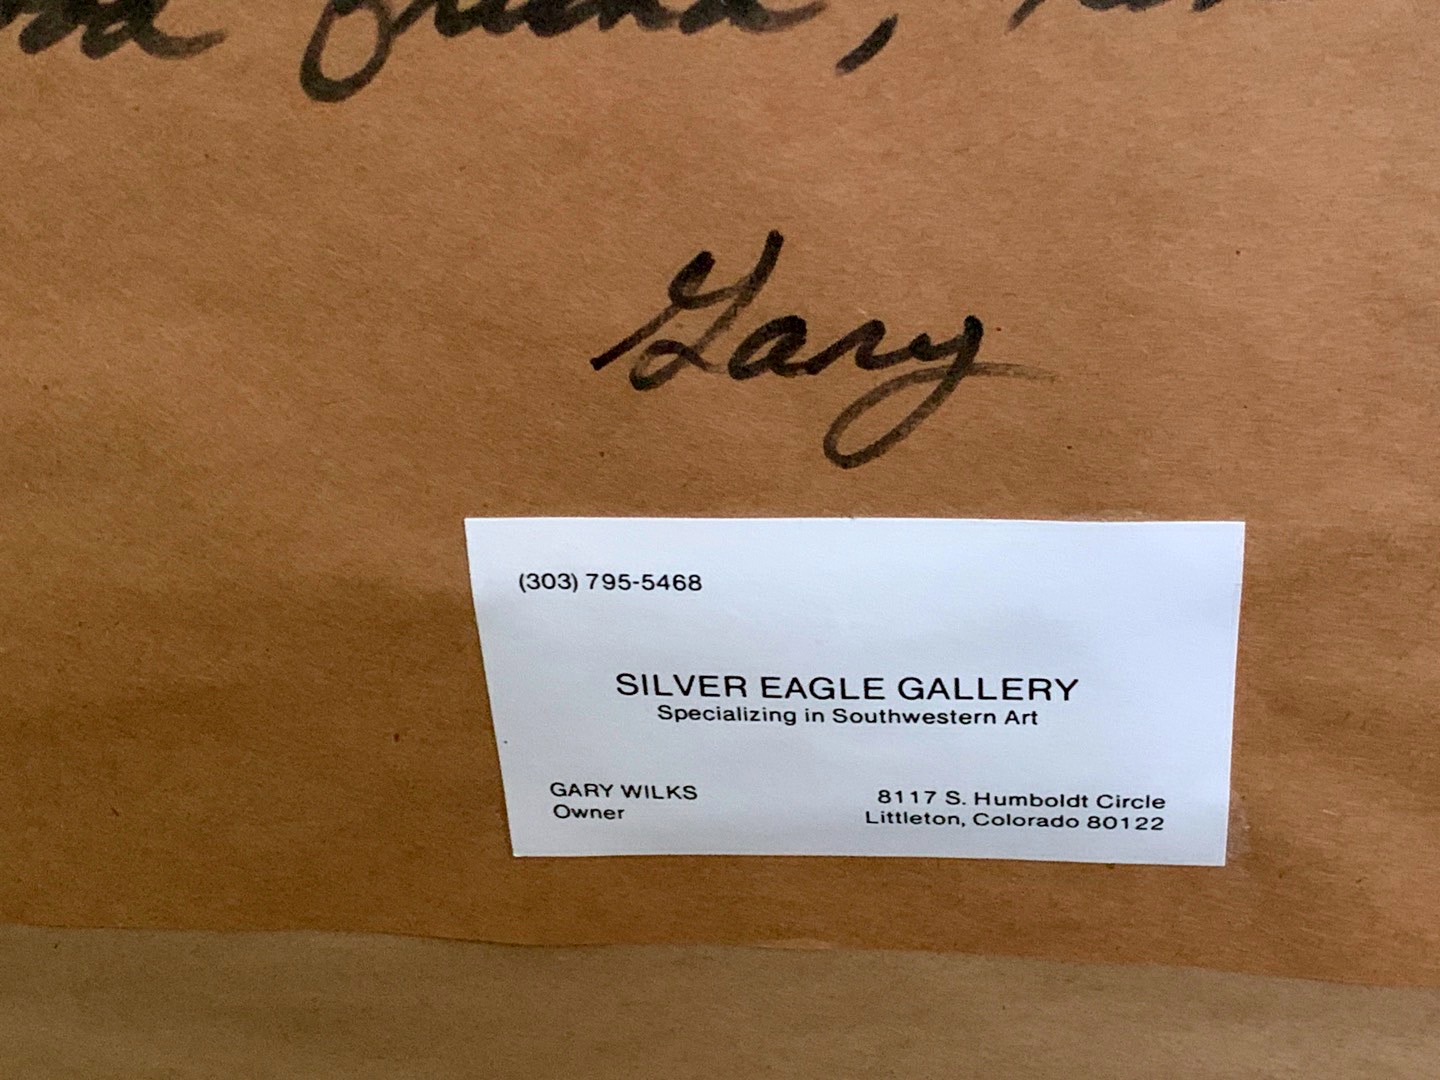 friend,
Gary
(303) 795-5468
SILVER EAGLE GALLERY
Specializing in Southwestern Art
GARY WILKS
Owner
8117 S. Humboldt Circle
Littleton, Colorado 80122